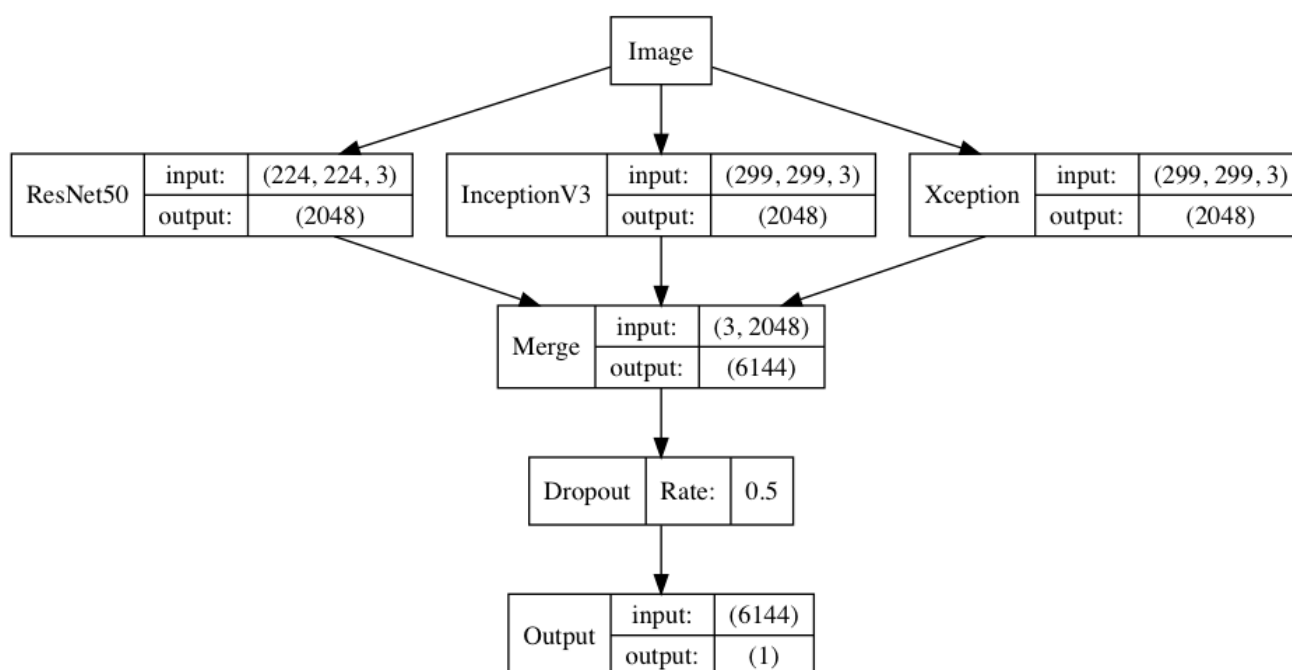 Image
ResNet50 input: (224, 224, 3)
output: (2048)
InceptionV3 input: (299, 299, 3)
output: (2048)
Xception input: (299, 299, 3)
output: (2048)
Merge input: (3, 2048)
output: (6144)
Dropout Rate: 0.5
Output input: (6144)
output: (1)